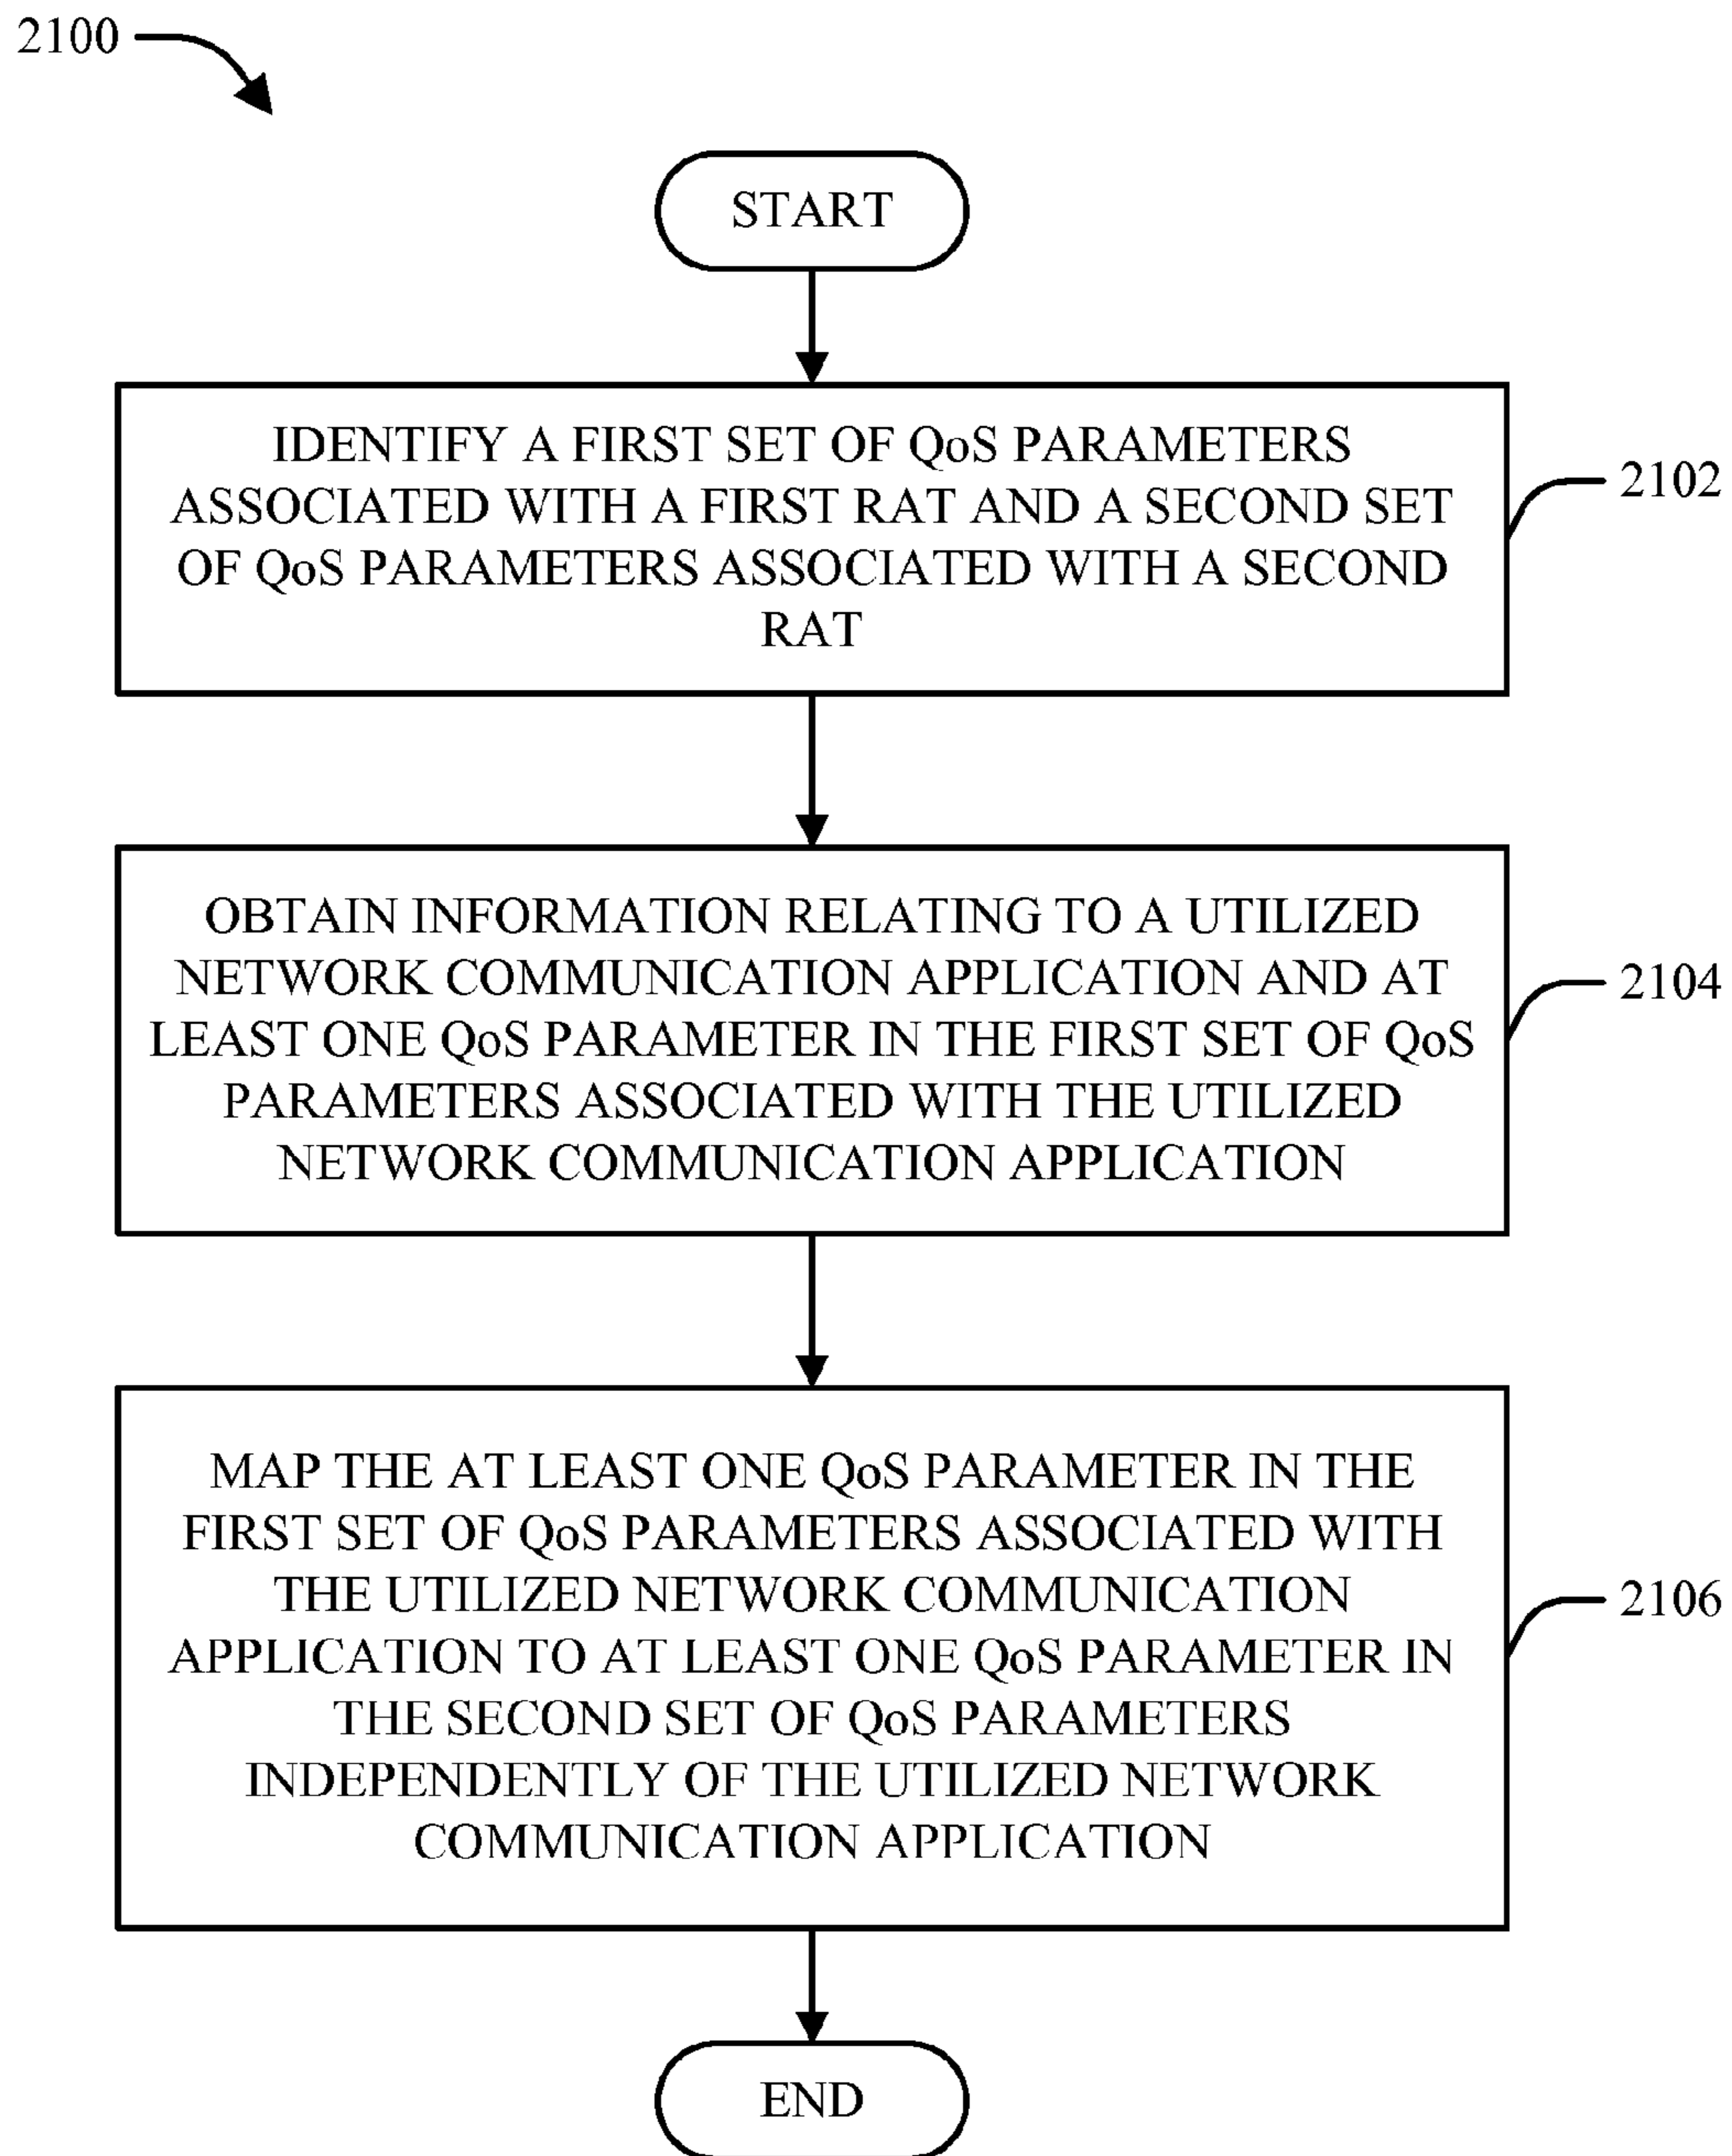 2100
START
IDENTIFY A FIRST SET OF QoS PARAMETERS
ASSOCIATED WITH A FIRST RAT AND A SECOND SET
OF QoS PARAMETERS ASSOCIATED WITH A SECOND
RAT
2102
OBTAIN INFORMATION RELATING TO A UTILIZED
NETWORK COMMUNICATION APPLICATION AND AT
LEAST ONE QoS PARAMETER IN THE FIRST SET OF QoS
PARAMETERS ASSOCIATED WITH THE UTILIZED
NETWORK COMMUNICATION APPLICATION
2104
MAP THE AT LEAST ONE QoS PARAMETER IN THE
FIRST SET OF QoS PARAMETERS ASSOCIATED WITH
THE UTILIZED NETWORK COMMUNICATION
APPLICATION TO AT LEAST ONE QoS PARAMETER IN
THE SECOND SET OF QoS PARAMETERS
INDEPENDENTLY OF THE UTILIZED NETWORK
COMMUNICATION APPLICATION
2106
END